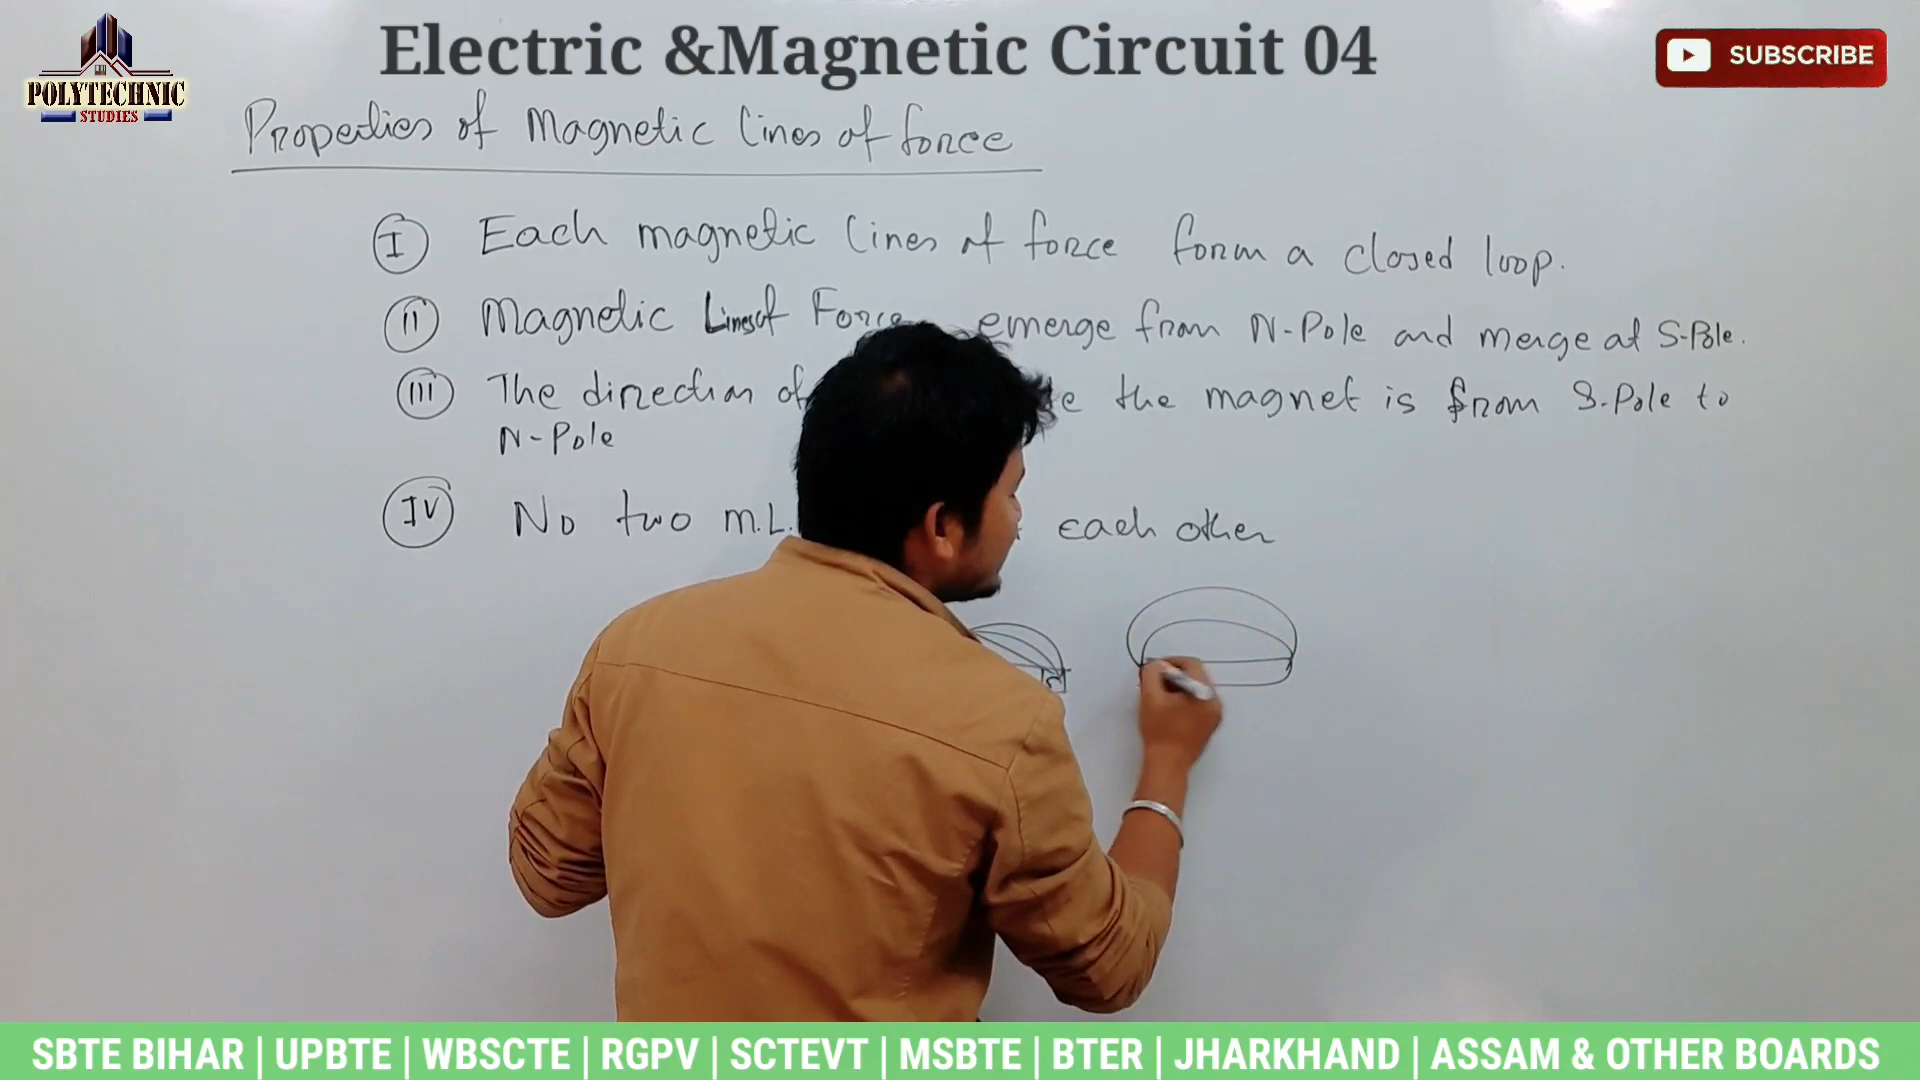 Electric &Magnetic Circuit 04
SUBSCRIBE
POLYTECHNIC
STUDIES
Properties of Magnetic lines of force
I Each magnetic lines of force form a closed loop.
II Magnetic Lines of Force emerge from N-Pole and merge at S-Pole.
III The direction of the magnet is from S-Pole to
N-Pole
IV No two M.L. each other
SBTE BIHAR | UPBTE | WBSCTE | RGPV | SCTEVT | MSBTE | BTER | JHARKHAND | ASSAM & OTHER BOARDS